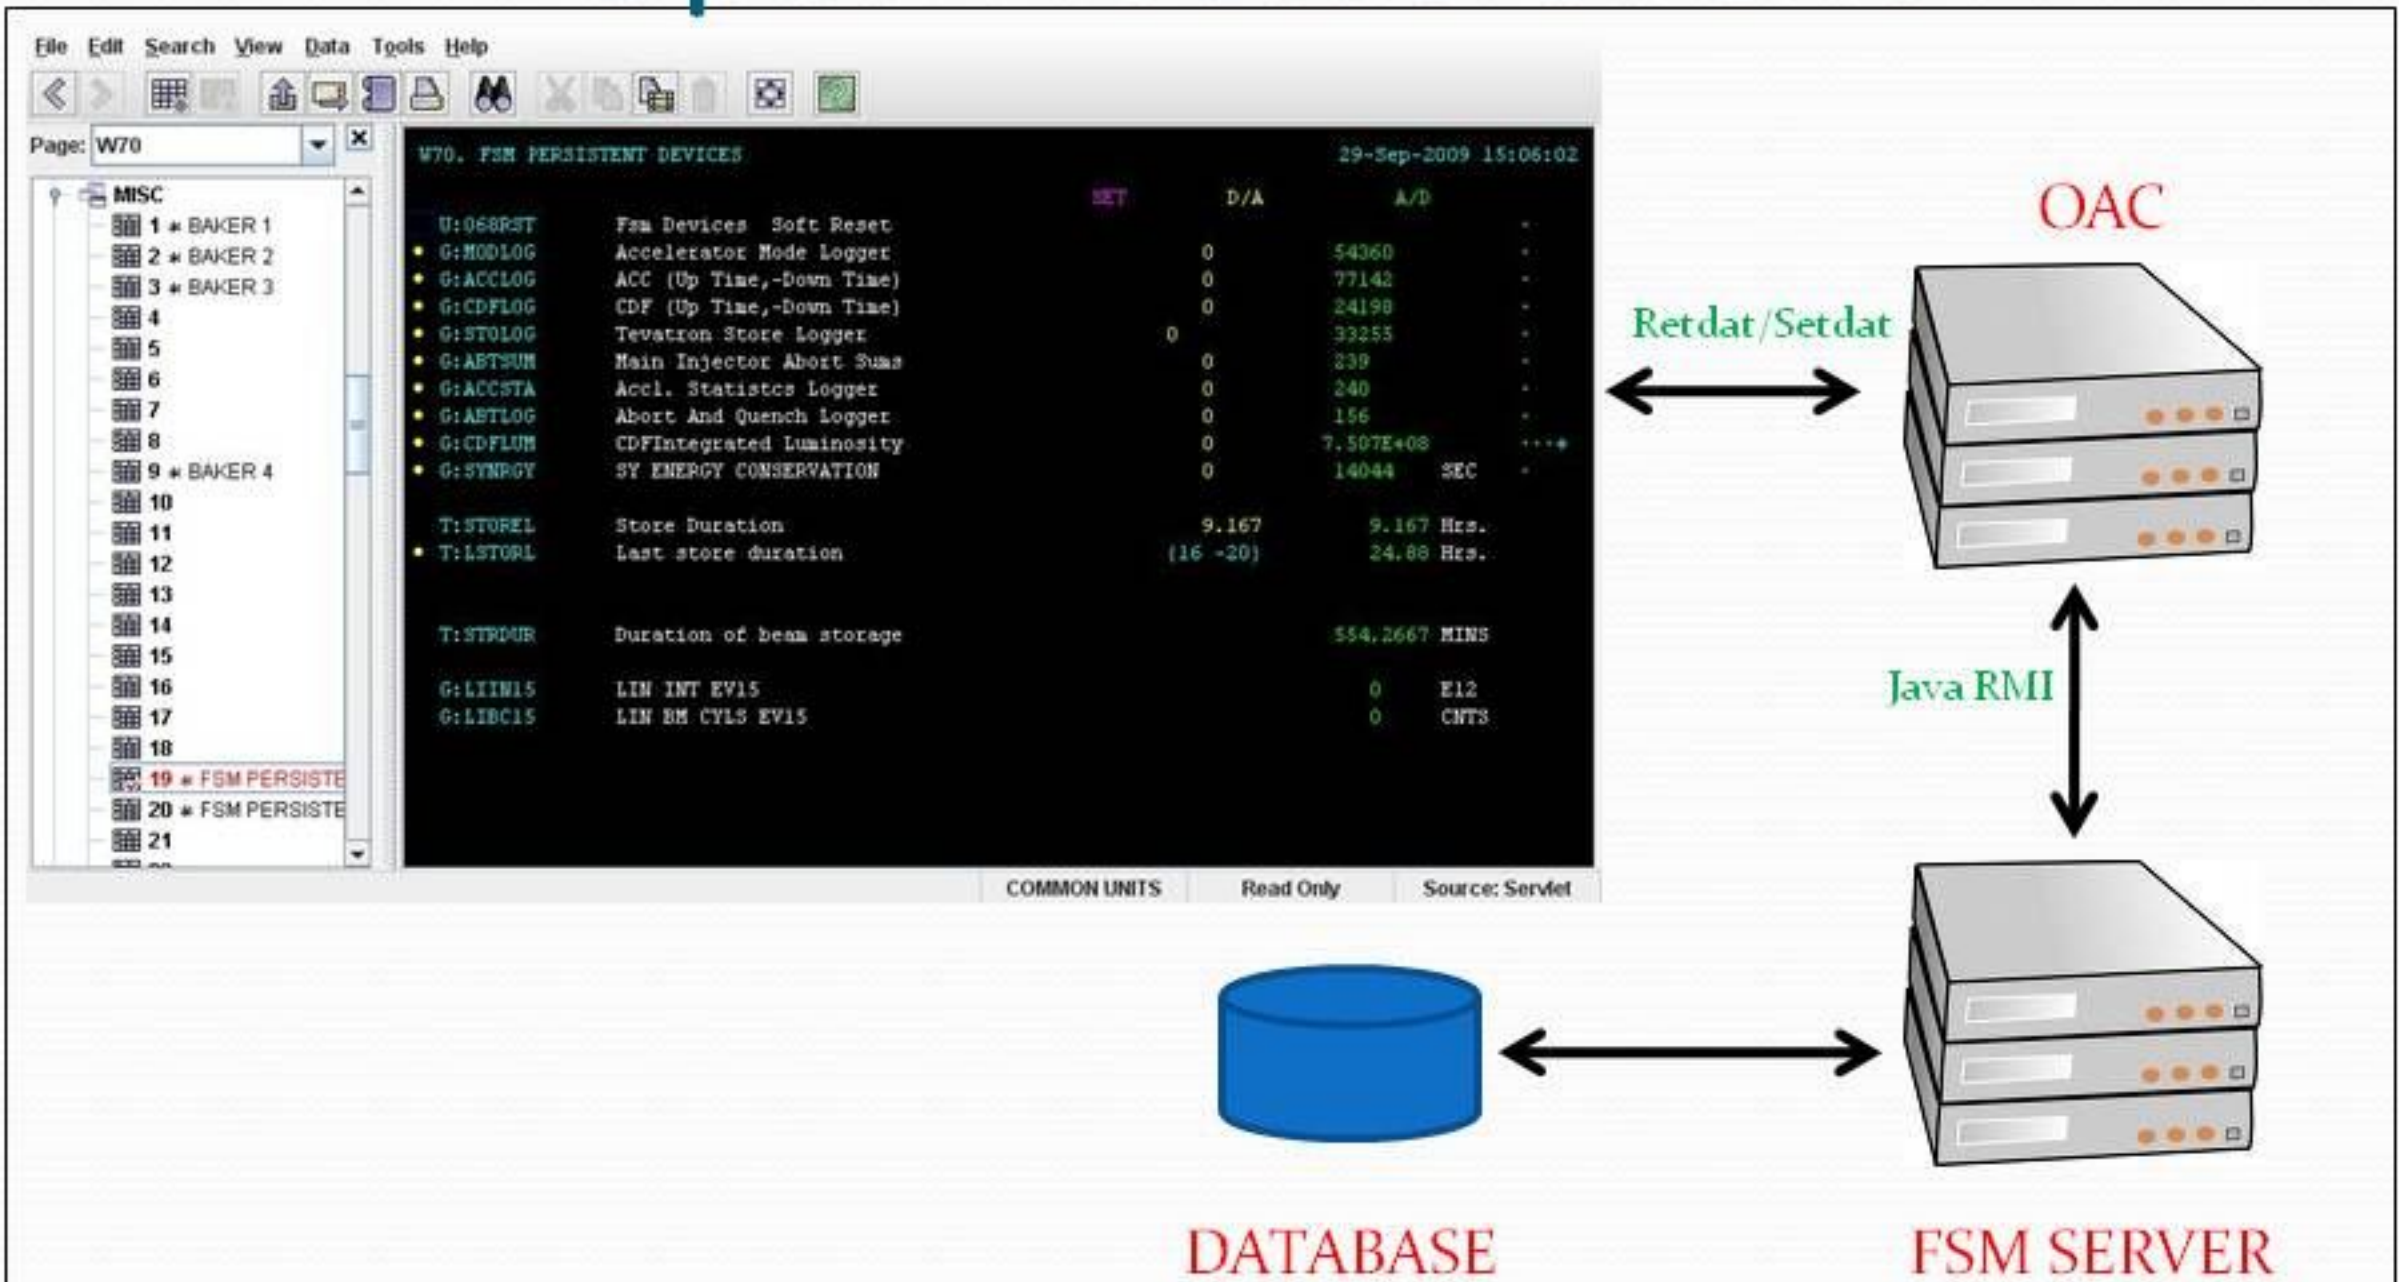 File Edit Search View Data Tools Help
Page: W70
MISC
1 * BAKER 1
2 * BAKER 2
3 * BAKER 3
4
5
6
7
8
9 * BAKER 4
10
11
12
13
14
15
16
17
18
19 * FSM PERSISTE
20 * FSM PERSISTE
21
W70. FSM PERSISTENT DEVICES 29-Sep-2009 15:06:02
SET D/A A/D
U:068RST Fsm Devices Soft Reset -
G:MODLOG Accelerator Mode Logger 0 54360 -
G:ACCLOG ACC (Up Time,-Down Time) 0 77142 -
G:CDFLOG CDF (Up Time,-Down Time) 0 24198 -
G:STOLOG Tevatron Store Logger 0 33255 -
G:ABTSUM Main Injector Abort Sums 0 239 -
G:ACCSTA Accl. Statistcs Logger 0 240 -
G:ABTLOG Abort And Quench Logger 0 156 -
G:CDFLUM CDFIntegrated Luminosity 0 7.507E+08
G:SYNRGY SY ENERGY CONSERVATION 0 14044 SEC -
T:STOREL Store Duration 9.167 9.167 Hrs.
T:LSTORL Last store duration (16 -20) 24.88 Hrs.
T:STRDUR Duration of beam storage 554.2667 MINS
G:LIIN15 LIN INT EV15 0 E12
G:LIBC15 LIN BM CYLS EV15 0 CNTS
COMMON UNITS Read Only Source: Servlet
OAC
Retdat/Setdat
Java RMI
DATABASE
FSM SERVER